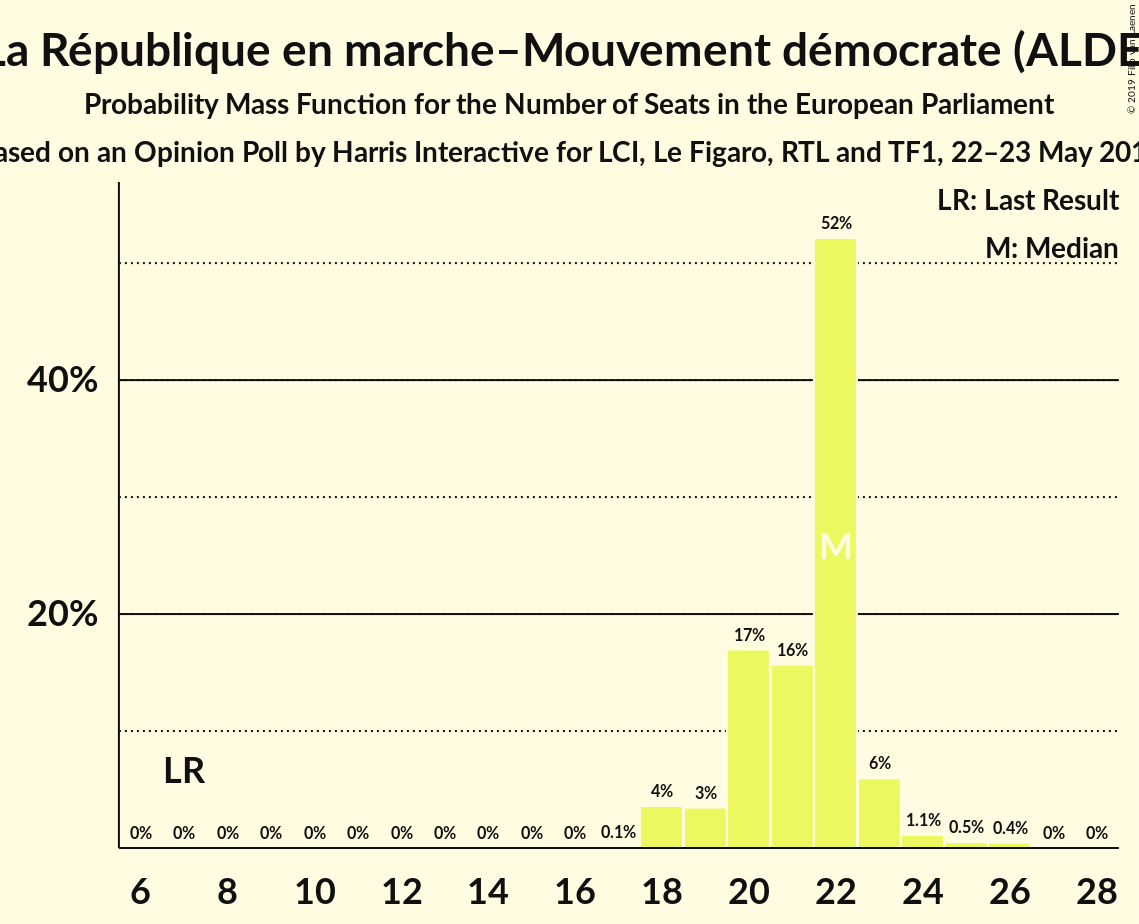 La République en marche–Mouvement démocrate (ALDE
Probability Mass Function for the Number of Seats in the European Parliament
ased on an Opinion Poll by Harris Interactive for LCI, Le Figaro, RTL and TF1, 22–23 May 201
© 2019
LR: Last Result
M: Median
52%
40%
M
20%
17%
16%
LR
6%
4%
3%
0% 0% 0% 0% 0% 0% 0% 0% 0% 0% 0% 0.1% 1.1% 0.5% 0.4% 0% 0%
6 8 10 12 14 16 18 20 22 24 26 28